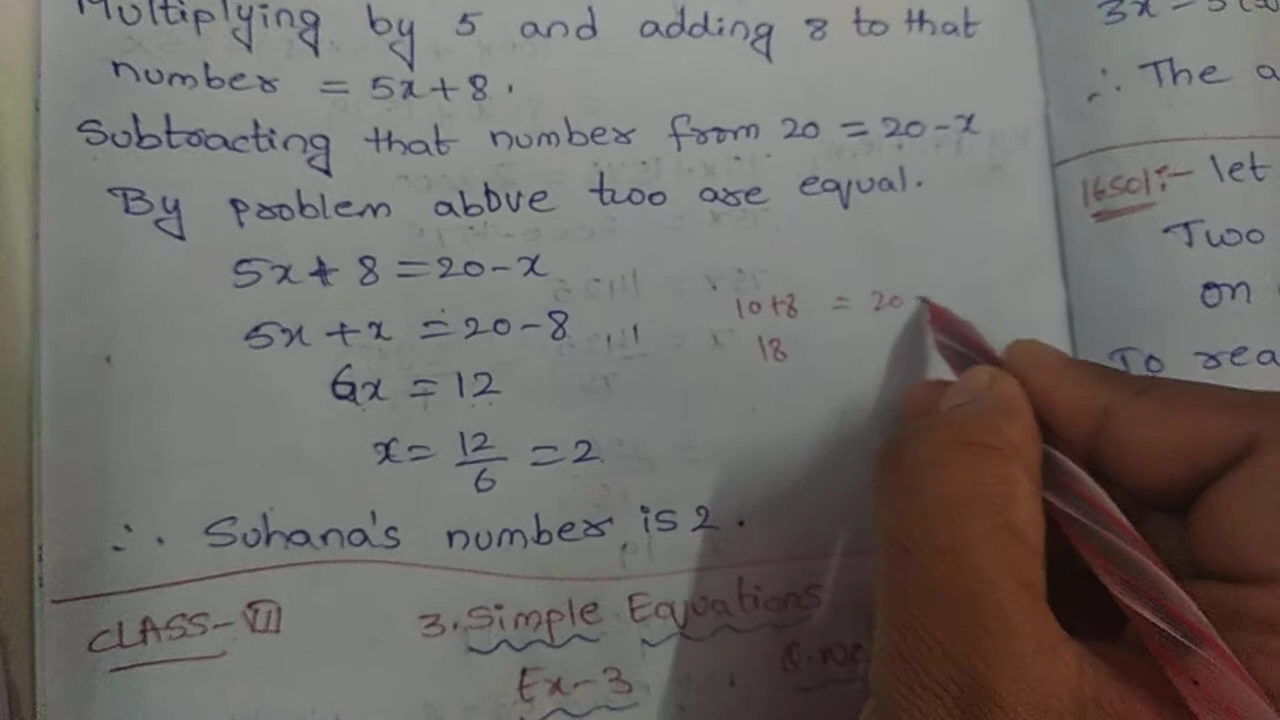 Multiplying by 5 and adding 8 to that
number = 5x+8.
Subtracting that number from 20 = 20-x
By problem above two are equal.
5x+8=20-x
5x+x=20-8
6x=12
x=12/6=2
∴ Suhana's number is 2.
10+8 = 20
18
CLASS-VII 3.Simple Equations
Ex-3
∴ The
16sol:- let
Two
on
To